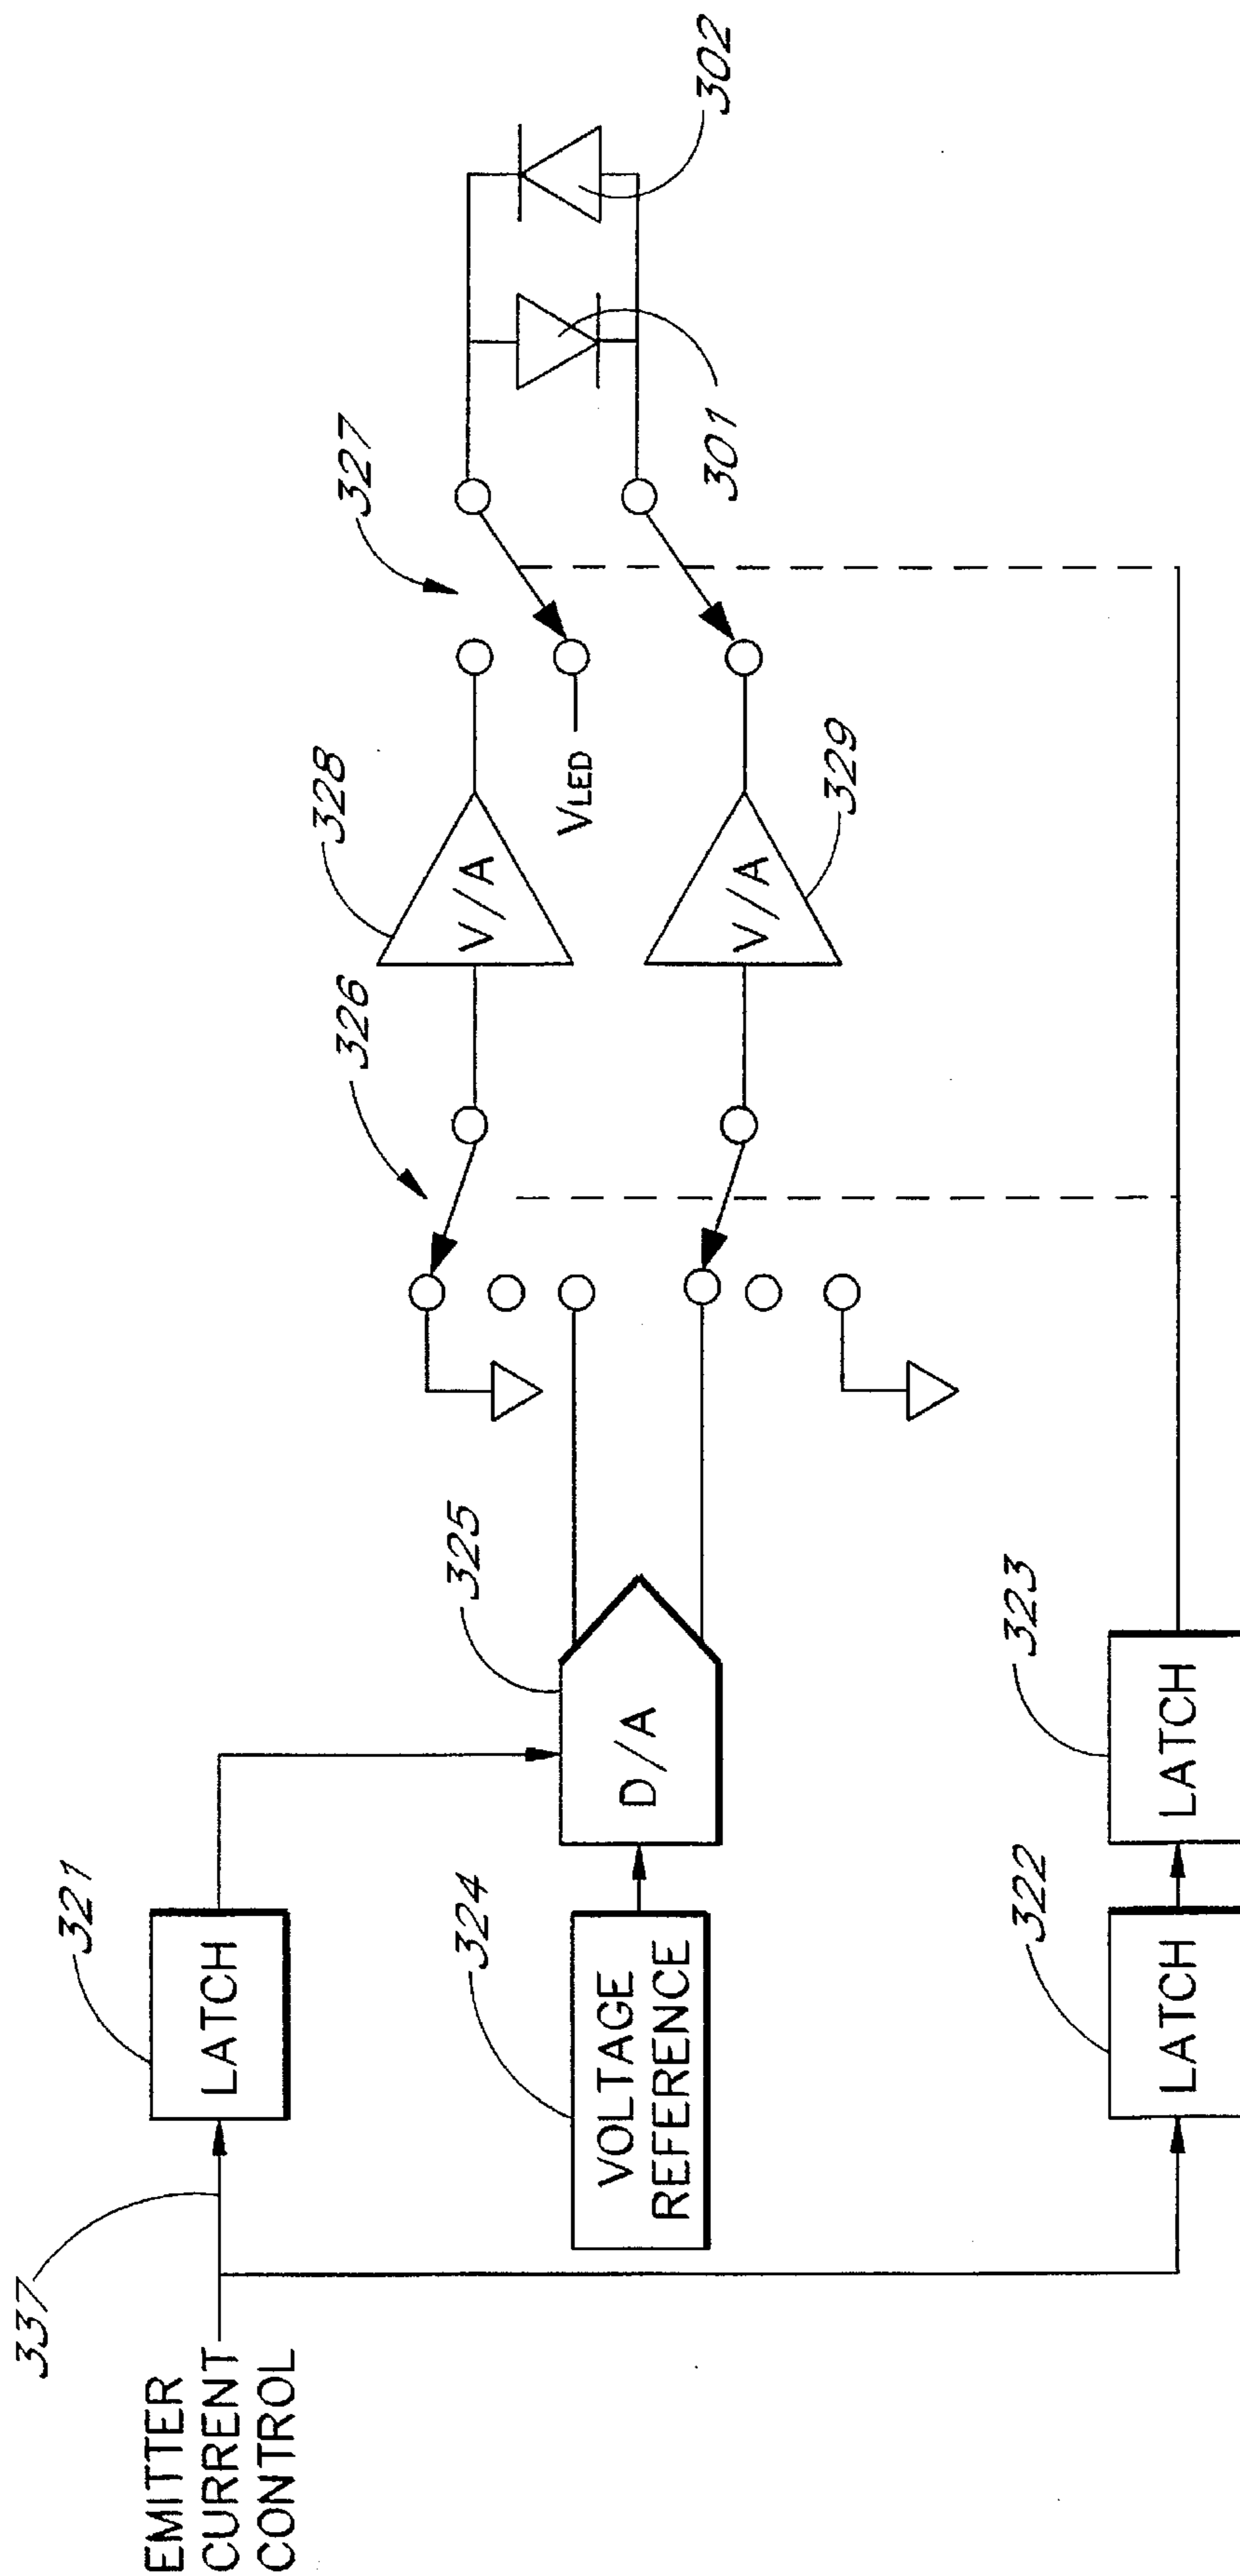 EMITTER
CURRENT
CONTROL
337
321
LATCH
324
VOLTAGE
REFERENCE
325
D/A
322
LATCH
323
LATCH
326
328
V/A
VLED
V/A
329
327
301
302